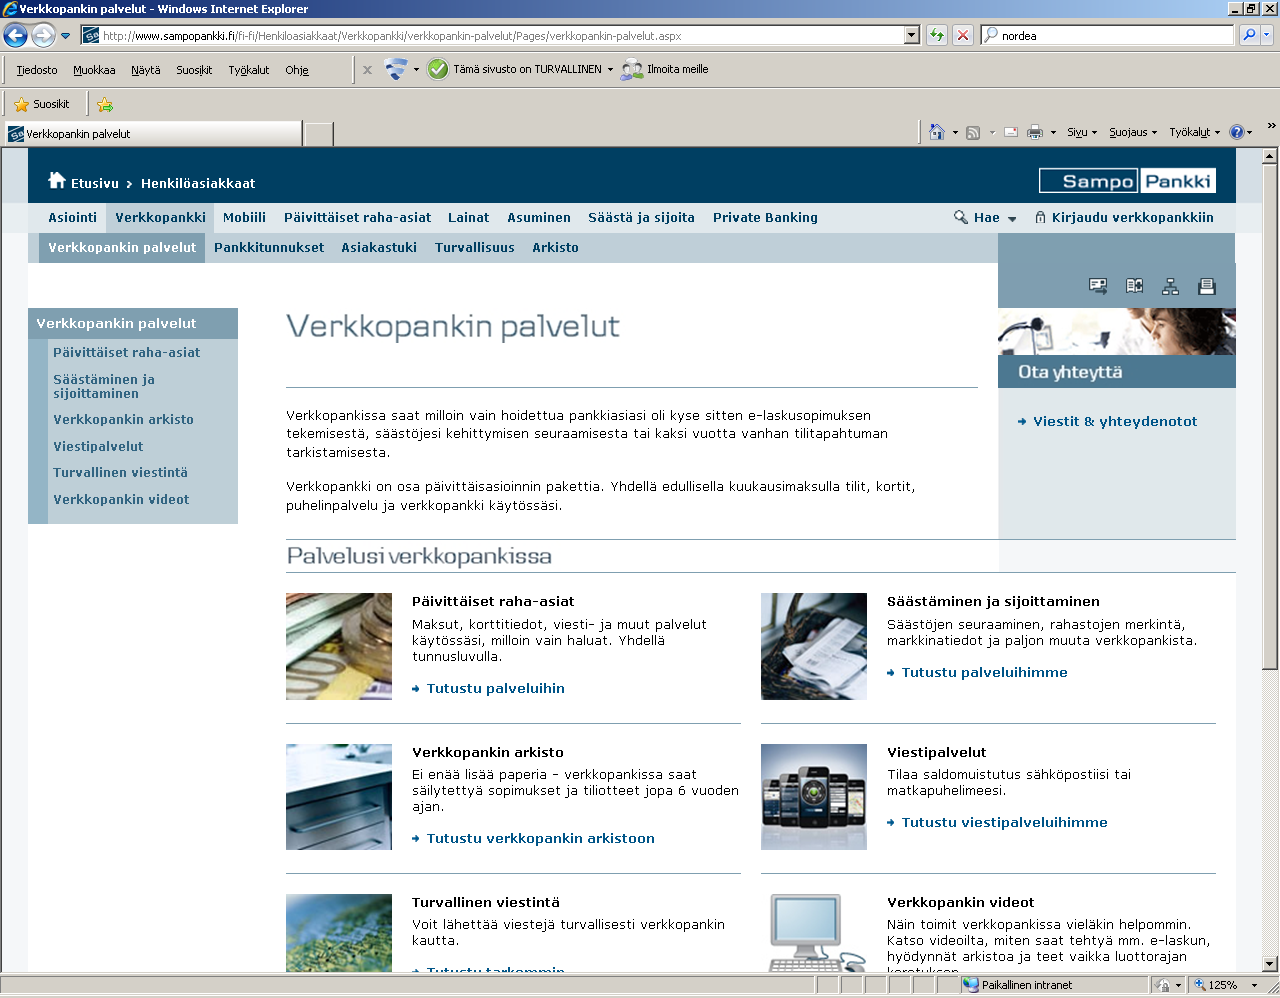 Verkkopankin palvelut - Windows Internet Explorer
http://www.sampopankki.fi/fi-fi/Henkiloasiakkaat/Verkkopankki/verkkopankin-palvelut/Pages/verkkopankin-palvelut.aspx
nordea
Tiedosto Muokkaa Näytä Suosikit Työkalut Ohje
Tämä sivusto on TURVALLINEN
Ilmoita meille
Suosikit
Verkkopankin palvelut
Sivu Suojaus Työkalut
Etusivu > Henkilöasiakkaat
Sampo Pankki
Asiointi Verkkopankki Mobiili Päivittäiset raha-asiat Lainat Asuminen Säästä ja sijoita Private Banking
Hae Kirjaudu verkkopankkiin
Verkkopankin palvelut Pankkitunnukset Asiakastuki Turvallisuus Arkisto
Verkkopankin palvelut
Päivittäiset raha-asiat
Säästäminen ja
sijoittaminen
Verkkopankin arkisto
Viestipalvelut
Turvallinen viestintä
Verkkopankin videot
Verkkopankin palvelut
Verkkopankissa saat milloin vain hoidettua pankkiasiasi oli kyse sitten e-laskusopimuksen
tekemisestä, säästöjesi kehittymisen seuraamisesta tai kaksi vuotta vanhan tilitapahtuman
tarkistamisesta.
Verkkopankki on osa päivittäisasioinnin pakettia. Yhdellä edullisella kuukausimaksulla tilit, kortit,
puhelinpalvelu ja verkkopankki käytössäsi.
Ota yhteyttä
Viestit & yhteydenotot
Palvelusi verkkopankissa
Päivittäiset raha-asiat
Maksut, korttitiedot, viesti- ja muut palvelut
käytössäsi, milloin vain haluat. Yhdellä
tunnusluvulla.
Tutustu palveluihin
Säästäminen ja sijoittaminen
Säästöjen seuraaminen, rahastojen merkintä,
markkinatiedot ja paljon muuta verkkopankista.
Tutustu palveluihimme
Verkkopankin arkisto
Ei enää lisää paperia - verkkopankissa saat
säilytettyä sopimukset ja tiliotteet jopa 6 vuoden
ajan.
Tutustu verkkopankin arkistoon
Viestipalvelut
Tilaa saldomuistutus sähköpostiisi tai
matkapuhelimeesi.
Tutustu viestipalveluihimme
Turvallinen viestintä
Voit lähettää viestejä turvallisesti verkkopankin
kautta.
Tutustu tarkemmin
Verkkopankin videot
Näin toimit verkkopankissa vieläkin helpommin.
Katso videoilta, miten saat tehtyä mm. e-laskun,
hyödynnät arkistoa ja teet vaikka luottorajan
korotuksen.
Paikallinen intranet
125%